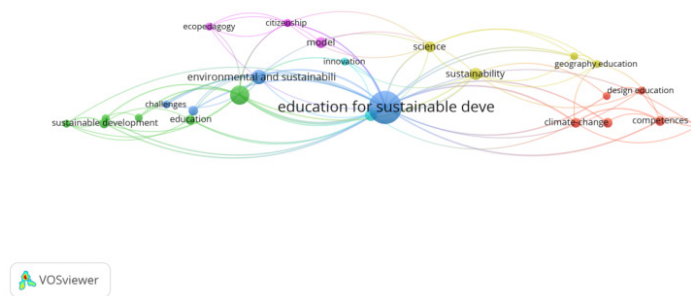 citizenship
ecopedagogy
model
science
geography education
innovation
environmental and sustainabili
sustainability
design education
challenges
education for sustainable deve
sustainable development
education
climate change
competences
VOSviewer